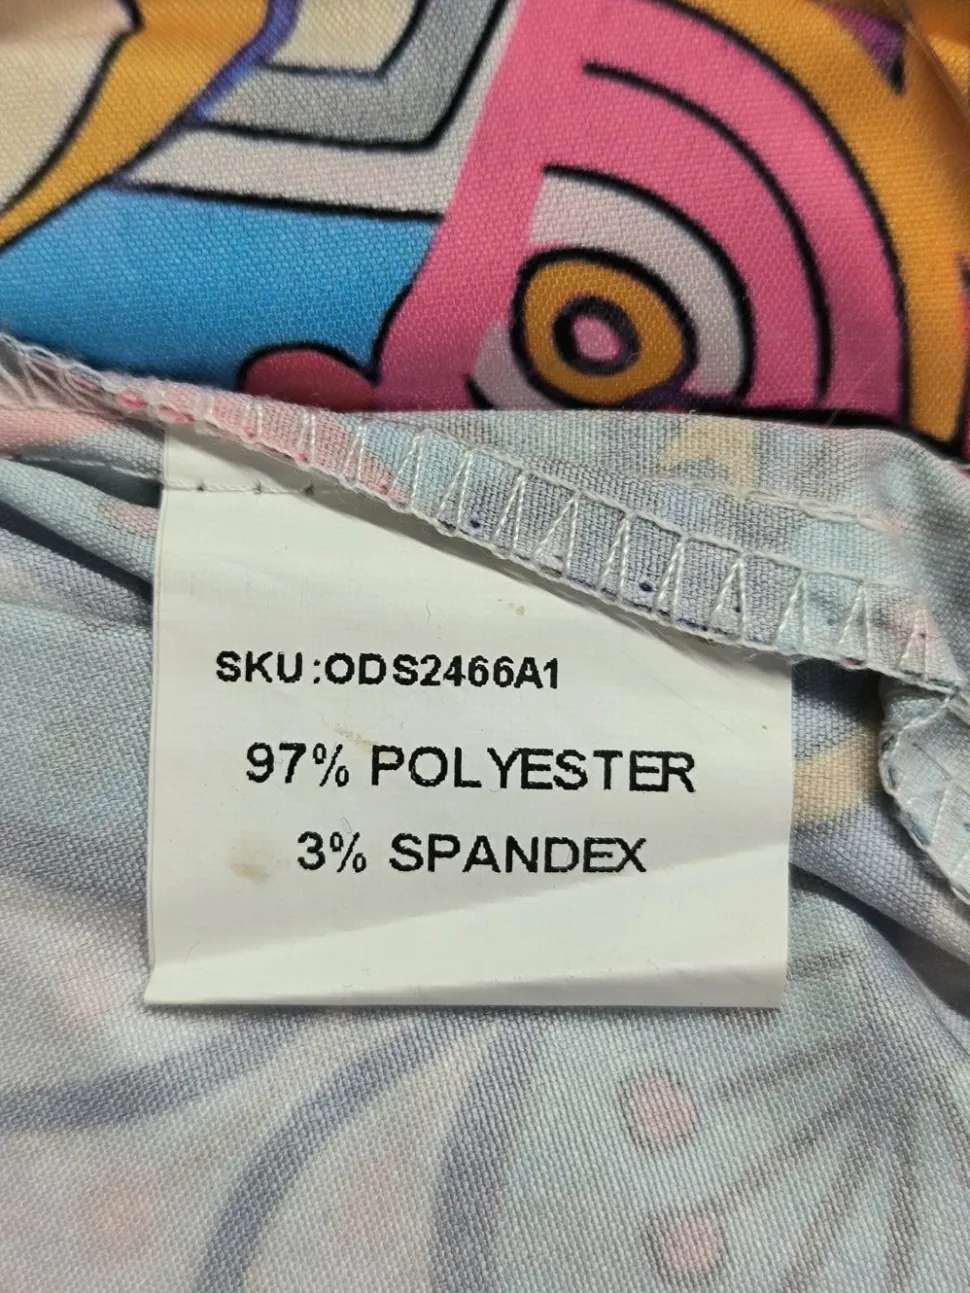 SKU:ODS2466A1
97% POLYESTER
3% SPANDEX